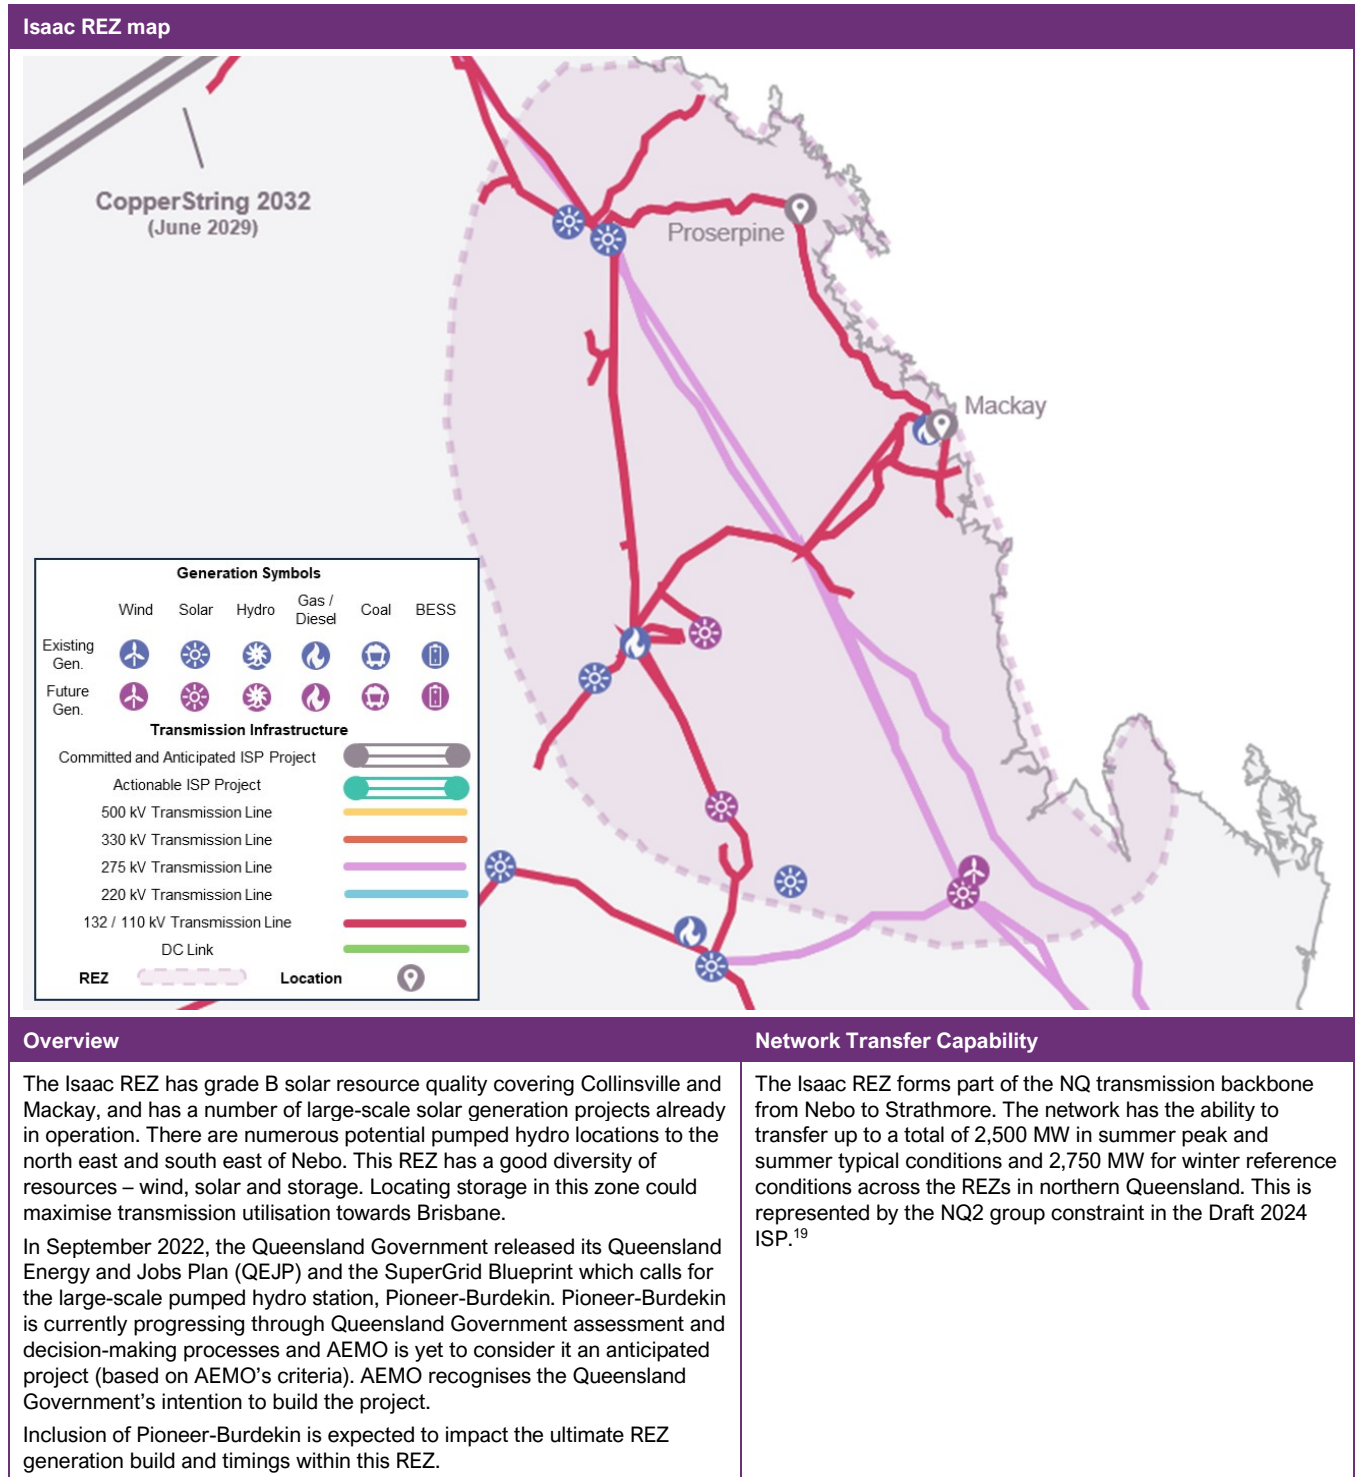 Isaac REZ map
CopperString 2032
(June 2029)
Proserpine
Mackay
Generation Symbols
Wind Solar Hydro Gas / Diesel Coal BESS
Existing Gen.
Future Gen.
Transmission Infrastructure
Committed and Anticipated ISP Project
Actionable ISP Project
500 kV Transmission Line
330 kV Transmission Line
275 kV Transmission Line
220 kV Transmission Line
132 / 110 kV Transmission Line
DC Link
REZ Location
Overview
The Isaac REZ has grade B solar resource quality covering Collinsville and
Mackay, and has a number of large-scale solar generation projects already
in operation. There are numerous potential pumped hydro locations to the
north east and south east of Nebo. This REZ has a good diversity of
resources – wind, solar and storage. Locating storage in this zone could
maximise transmission utilisation towards Brisbane.
In September 2022, the Queensland Government released its Queensland
Energy and Jobs Plan (QEJP) and the SuperGrid Blueprint which calls for
the large-scale pumped hydro station, Pioneer-Burdekin. Pioneer-Burdekin
is currently progressing through Queensland Government assessment and
decision-making processes and AEMO is yet to consider it an anticipated
project (based on AEMO's criteria). AEMO recognises the Queensland
Government's intention to build the project.
Inclusion of Pioneer-Burdekin is expected to impact the ultimate REZ
generation build and timings within this REZ.
Network Transfer Capability
The Isaac REZ forms part of the NQ transmission backbone
from Nebo to Strathmore. The network has the ability to
transfer up to a total of 2,500 MW in summer peak and
summer typical conditions and 2,750 MW for winter reference
conditions across the REZs in northern Queensland. This is
represented by the NQ2 group constraint in the Draft 2024
ISP.19